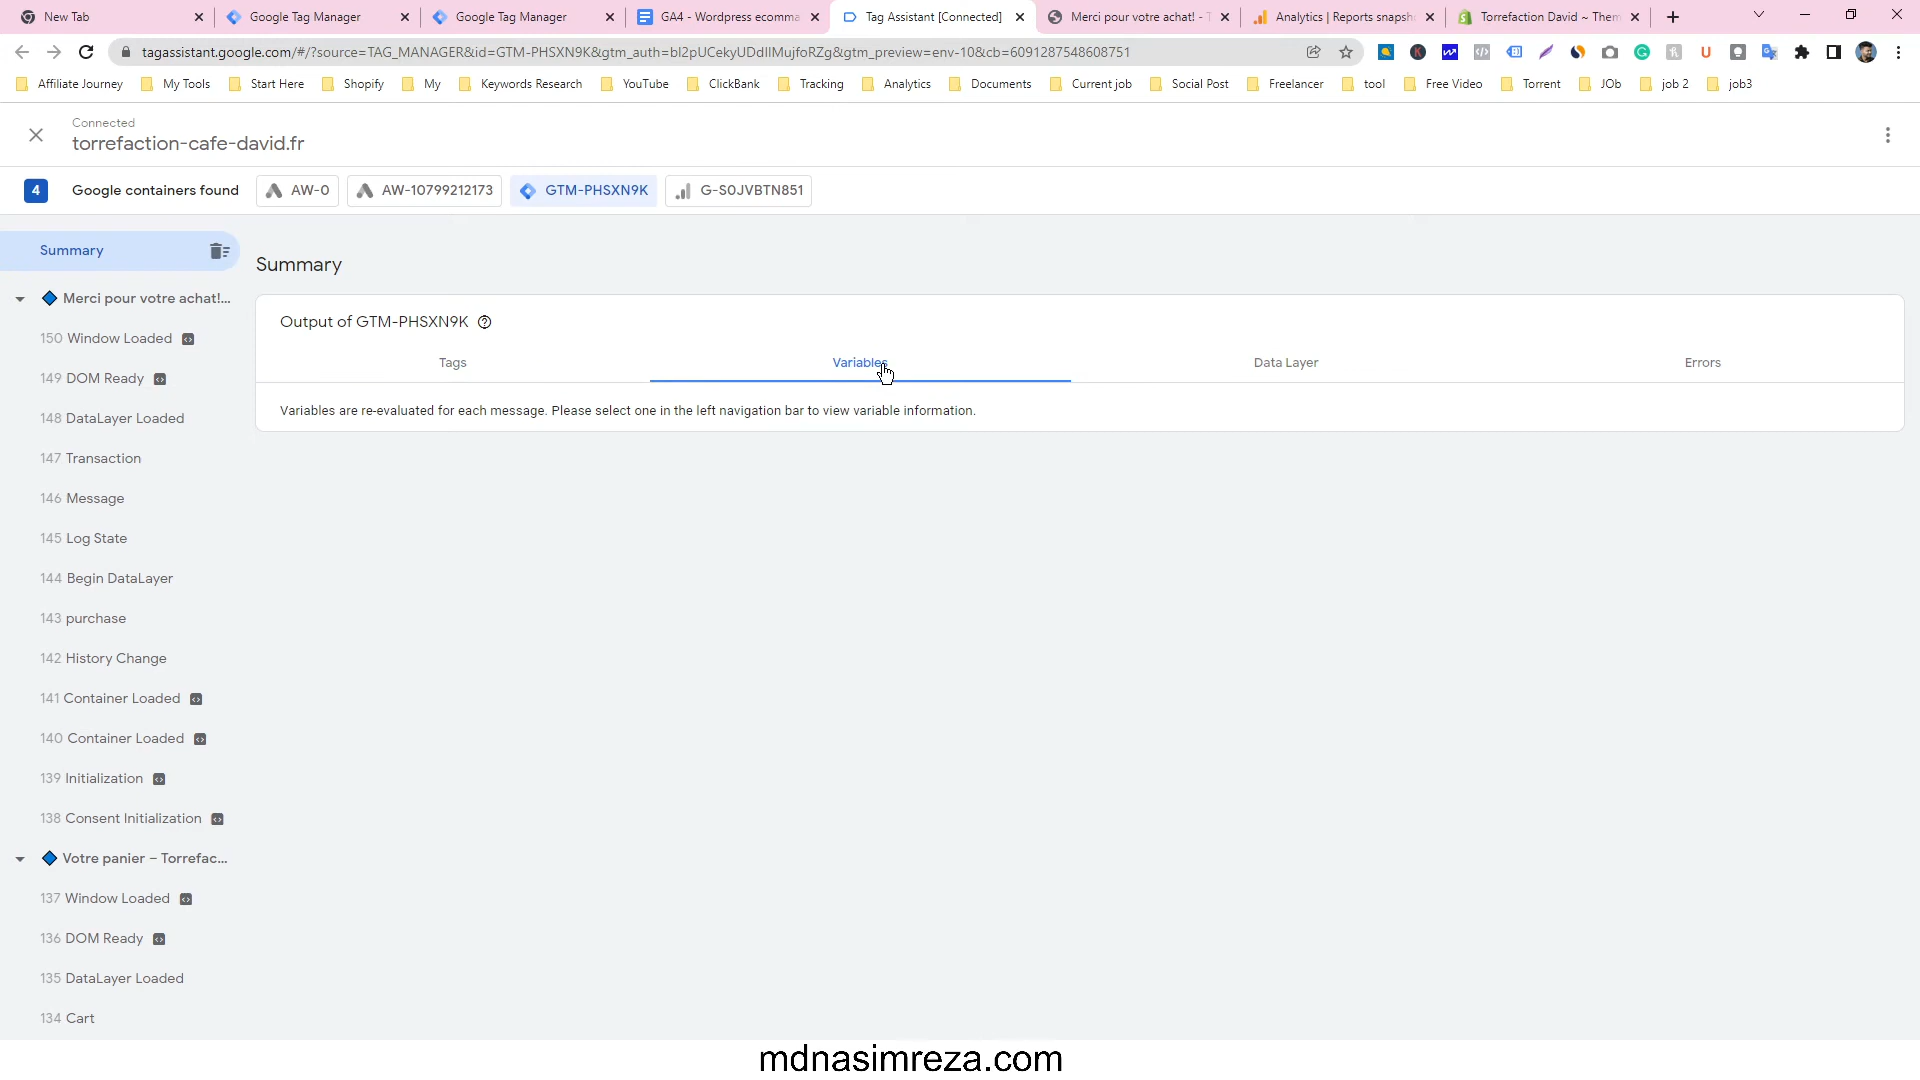 New Tab
Google Tag Manager
Google Tag Manager
GA4 - Wordpress ecomma
Tag Assistant [Connected]
Merci pour votre achat! - T
Analytics | Reports snapsh
Torrefaction David ~ Them
tagassistant.google.com/#/?source=TAG_MANAGER&id=GTM-PHSXN9K&gtm_auth=bl2pUCekyUDdIIMujfoRZg&gtm_preview=env-10&cb=6091287548608751
Affiliate Journey
My Tools
Start Here
Shopify
My
Keywords Research
YouTube
ClickBank
Tracking
Analytics
Documents
Current job
Social Post
Freelancer
tool
Free Video
Torrent
JOb
job 2
job3
Connected
torrefaction-cafe-david.fr
4
Google containers found
AW-0
AW-10799212173
GTM-PHSXN9K
G-S0JVBTN851
Summary
Merci pour votre achat!...
150 Window Loaded
149 DOM Ready
148 DataLayer Loaded
147 Transaction
146 Message
145 Log State
144 Begin DataLayer
143 purchase
142 History Change
141 Container Loaded
140 Container Loaded
139 Initialization
138 Consent Initialization
Votre panier – Torrefac...
137 Window Loaded
136 DOM Ready
135 DataLayer Loaded
134 Cart
Summary
Output of GTM-PHSXN9K
Tags
Variables
Data Layer
Errors
Variables are re-evaluated for each message. Please select one in the left navigation bar to view variable information.
mdnasimreza.com